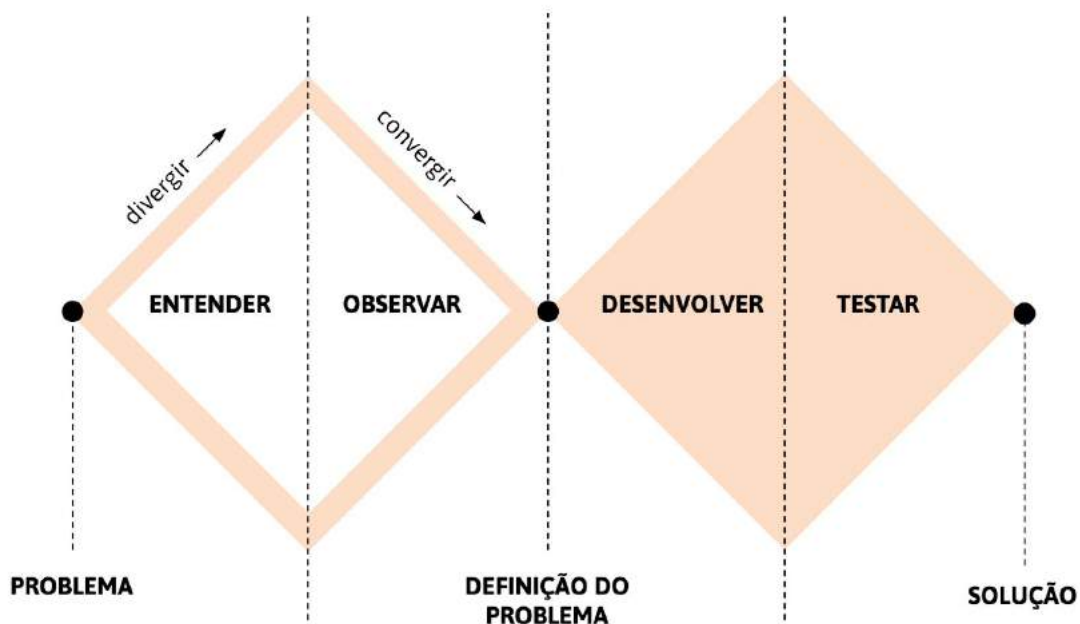 divergir
convergir
ENTENDER
OBSERVAR
DESENVOLVER
TESTAR
PROBLEMA
DEFINIÇÃO DO
PROBLEMA
SOLUÇÃO